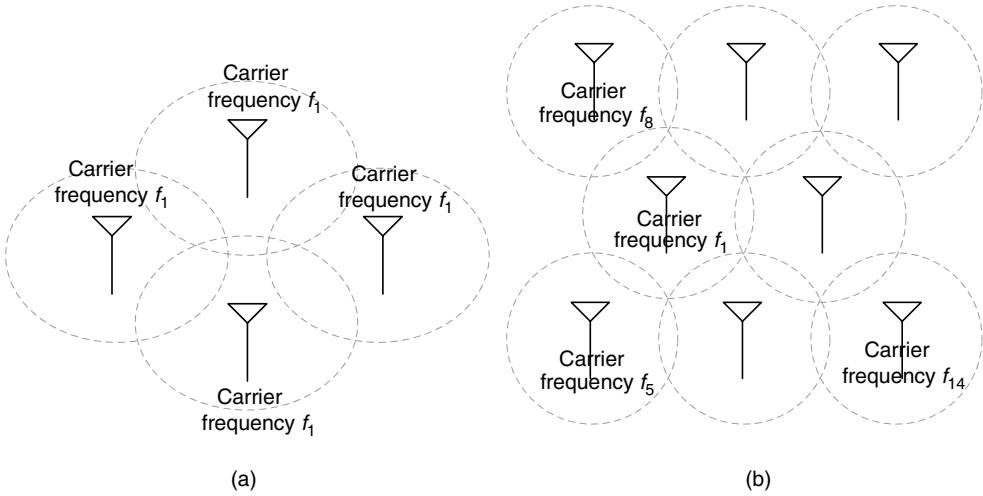 Carrier
frequency f₁
Carrier
frequency f₁
Carrier
frequency f₁
Carrier
frequency f₁
(a)
Carrier
frequency f₈
Carrier
frequency f₁
Carrier
frequency f₅
Carrier
frequency f₁₄
(b)